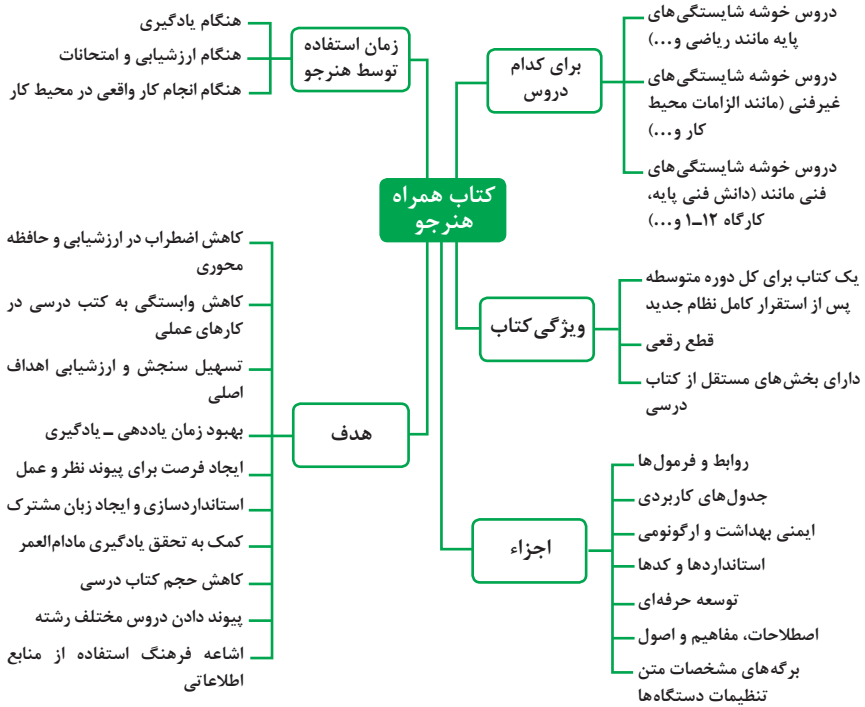 کتاب همراه
هنرجو
برای کدام
دروس
دروس خوشه شایستگی‌های
پایه مانند ریاضی و...)
دروس خوشه شایستگی‌های
غیرفنی (مانند الزامات محیط
کار و...)
دروس خوشه شایستگی‌های
فنی مانند (دانش فنی پایه،
کارگاه ۱۲ـ۱ و...)
ویژگی کتاب
یک کتاب برای کل دوره متوسطه
پس از استقرار کامل نظام جدید
قطع رقعی
دارای بخش‌های مستقل از کتاب
درسی
اجزاء
روابط و فرمول‌ها
جدول‌های کاربردی
ایمنی بهداشت و ارگونومی
استانداردها و کدها
توسعه حرفه‌ای
اصطلاحات، مفاهیم و اصول
برگه‌های مشخصات متن
تنظیمات دستگاه‌ها
زمان استفاده
توسط هنرجو
هنگام یادگیری
هنگام ارزشیابی و امتحانات
هنگام انجام کار واقعی در محیط کار
هدف
کاهش اضطراب در ارزشیابی و حافظه
محوری
کاهش وابستگی به کتب درسی در
کارهای عملی
تسهیل سنجش و ارزشیابی اهداف
اصلی
بهبود زمان یاددهی ـ یادگیری
ایجاد فرصت برای پیوند نظر و عمل
استانداردسازی و ایجاد زبان مشترک
کمک به تحقق یادگیری مادام‌العمر
کاهش حجم کتاب درسی
پیوند دادن دروس مختلف رشته
اشاعه فرهنگ استفاده از منابع
اطلاعاتی